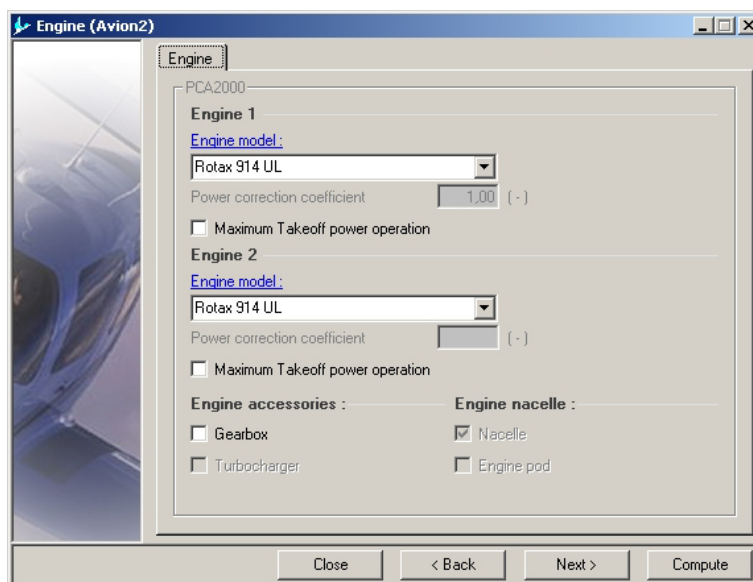 Engine (Avion2)
Engine
PCA2000
Engine 1
Engine model :
Rotax 914 UL
Power correction coefficient 1,00 (-)
Maximum Takeoff power operation
Engine 2
Engine model :
Rotax 914 UL
Power correction coefficient (-)
Maximum Takeoff power operation
Engine accessories : Engine nacelle :
Gearbox Nacelle
Turbocharger Engine pod
Close < Back Next > Compute